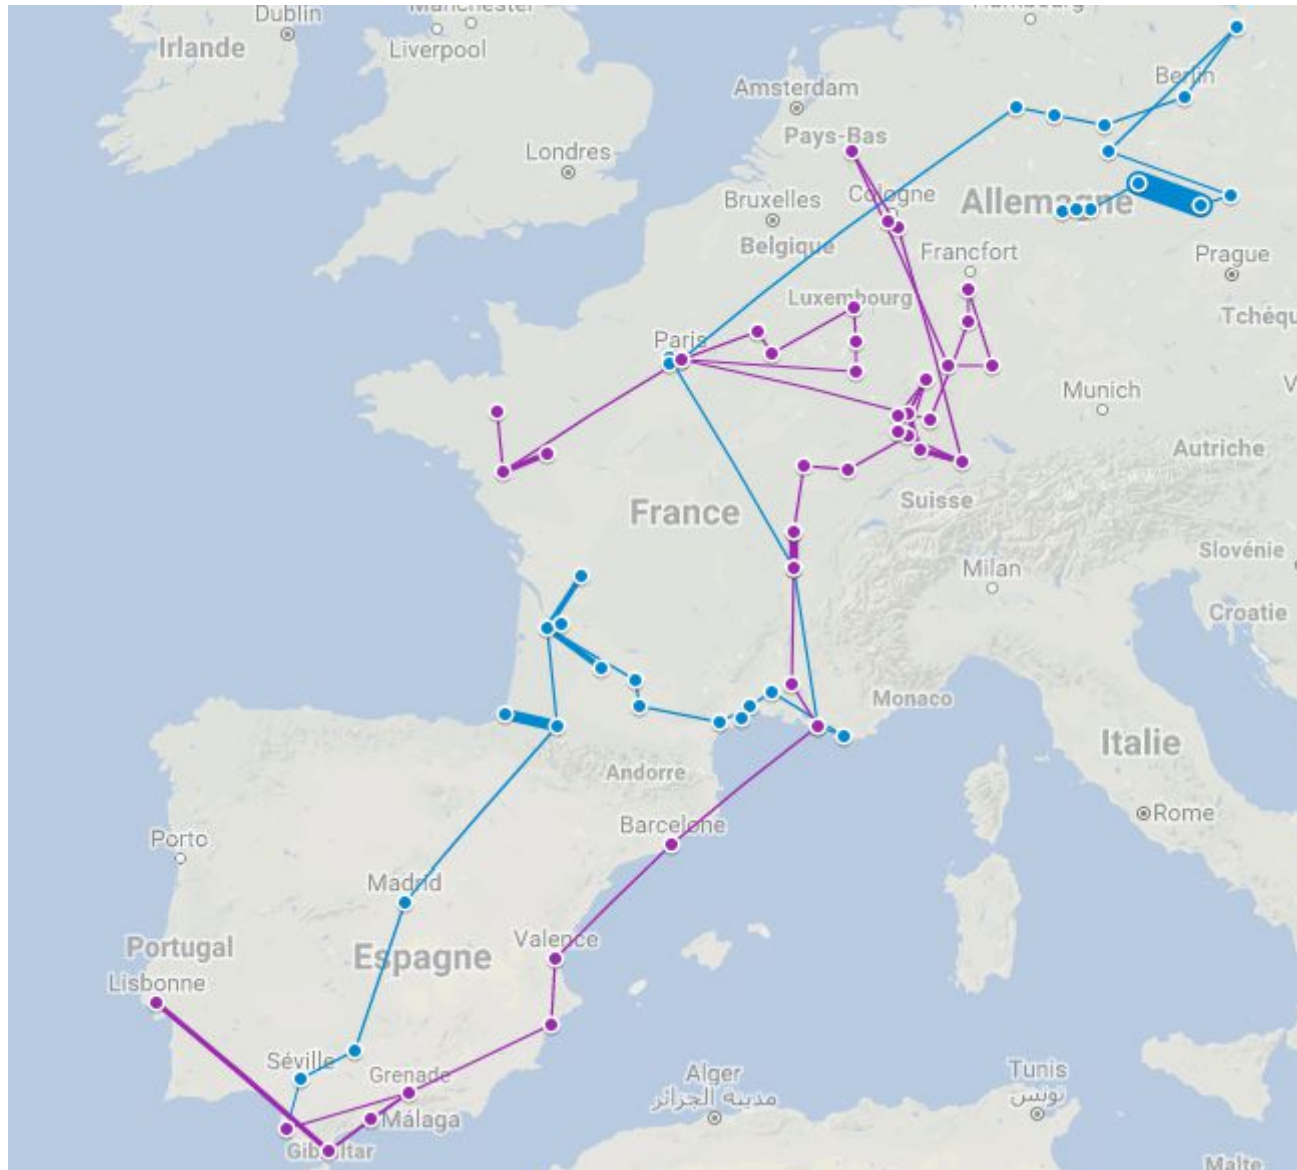 Dublin
Manchester
Hambourg
Irlande
Liverpool
Berlin
Amsterdam
Pays-Bas
Londres
Cologne
Bruxelles
Allemagne
Belgique
Francfort
Prague
Luxembourg
Tchéqu
Paris
Munich
V
Autriche
Suisse
France
Slovénie
Milan
Croatie
Monaco
Italie
Andorre
Rome
Barcelone
Porto
Madrid
Valence
Portugal
Espagne
Lisbonne
Séville
Grenade
Alger
مدينة الجزائر
Tunis
تونس
Málaga
Gibraltar
Malte